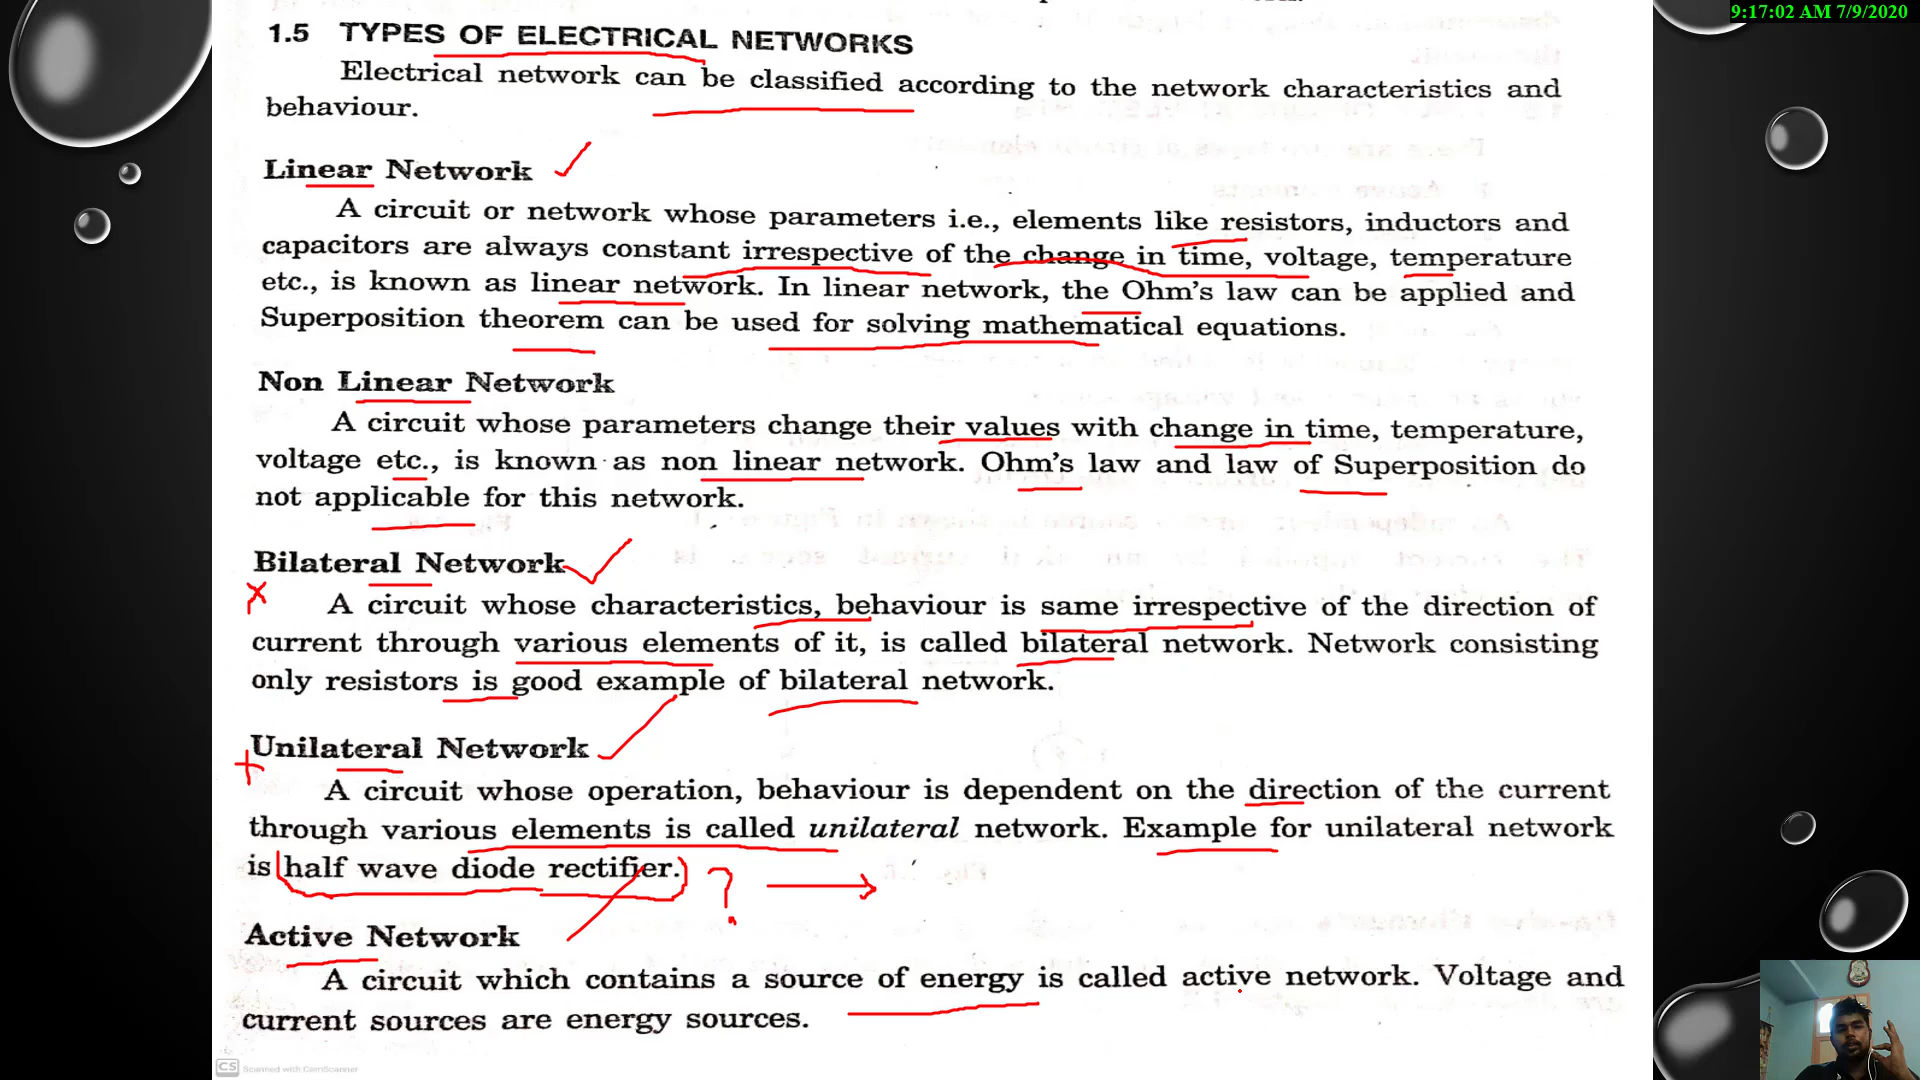 9:17:02 AM 7/9/2020
1.5 TYPES OF ELECTRICAL NETWORKS
Electrical network can be classified according to the network characteristics and
behaviour.
Linear Network
A circuit or network whose parameters i.e., elements like resistors, inductors and
capacitors are always constant irrespective of the change in time, voltage, temperature
etc., is known as linear network. In linear network, the Ohm's law can be applied and
Superposition theorem can be used for solving mathematical equations.
Non Linear Network
A circuit whose parameters change their values with change in time, temperature,
voltage etc., is known as non linear network. Ohm's law and law of Superposition do
not applicable for this network.
Bilateral Network
A circuit whose characteristics, behaviour is same irrespective of the direction of
current through various elements of it, is called bilateral network. Network consisting
only resistors is good example of bilateral network.
Unilateral Network
A circuit whose operation, behaviour is dependent on the direction of the current
through various elements is called unilateral network. Example for unilateral network
is half wave diode rectifier. ?
Active Network
A circuit which contains a source of energy is called active network. Voltage and
current sources are energy sources.
CS Scanned with CamScanner